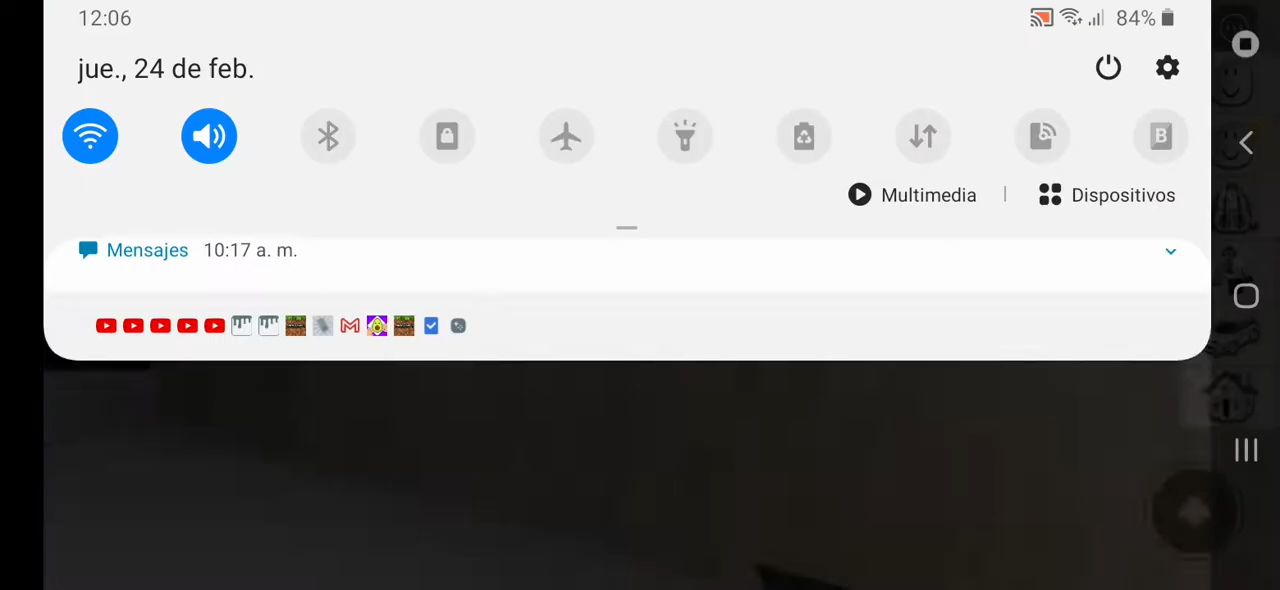 12:06
84%
jue., 24 de feb.
B
Multimedia | Dispositivos
Mensajes 10:17 a. m.